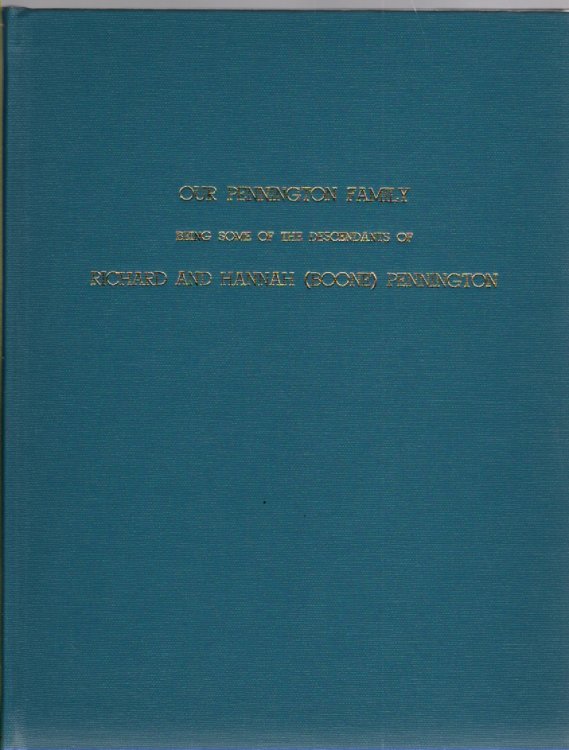 OUR PENNINGTON FAMILY
BEING SOME OF THE DESCENDANTS OF
RICHARD AND HANNAH (BOONE) PENNINGTON